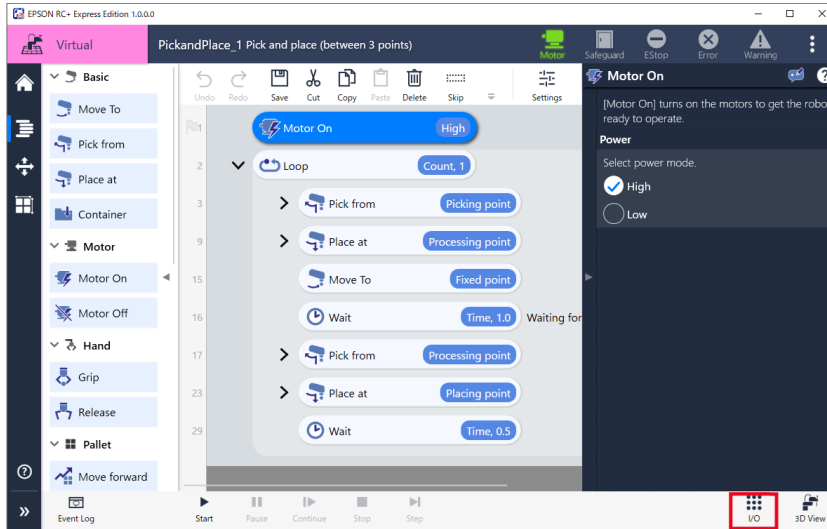 EPSON RC+ Express Edition 1.0.0.0
Virtual
PickandPlace_1 Pick and place (between 3 points)
Motor
Safeguard
EStop
Error
Warning
Basic
Move To
Pick from
Place at
Container
Motor
Motor On
Motor Off
Hand
Grip
Release
Pallet
Move forward
Undo
Redo
Save
Cut
Copy
Paste
Delete
Skip
Settings
1 Motor On High
2 Loop Count, 1
3 Pick from Picking point
9 Place at Processing point
15 Move To Fixed point
16 Wait Time, 1.0 Waiting for
17 Pick from Processing point
23 Place at Placing point
29 Wait Time, 0.5
Motor On
?
[Motor On] turns on the motors to get the robo
ready to operate.
Power
Select power mode.
High
Low
?
»
Event Log
Start
Pause
Continue
Stop
Step
I/O
3D View